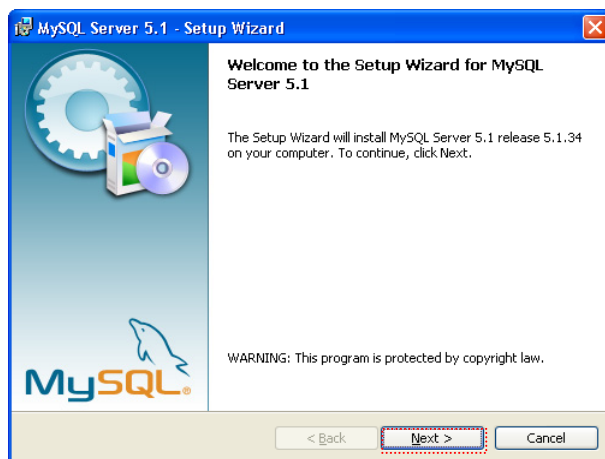 MySQL Server 5.1 - Setup Wizard
Welcome to the Setup Wizard for MySQL
Server 5.1
The Setup Wizard will install MySQL Server 5.1 release 5.1.34
on your computer. To continue, click Next.
WARNING: This program is protected by copyright law.
MySQL®
< Back
Next >
Cancel